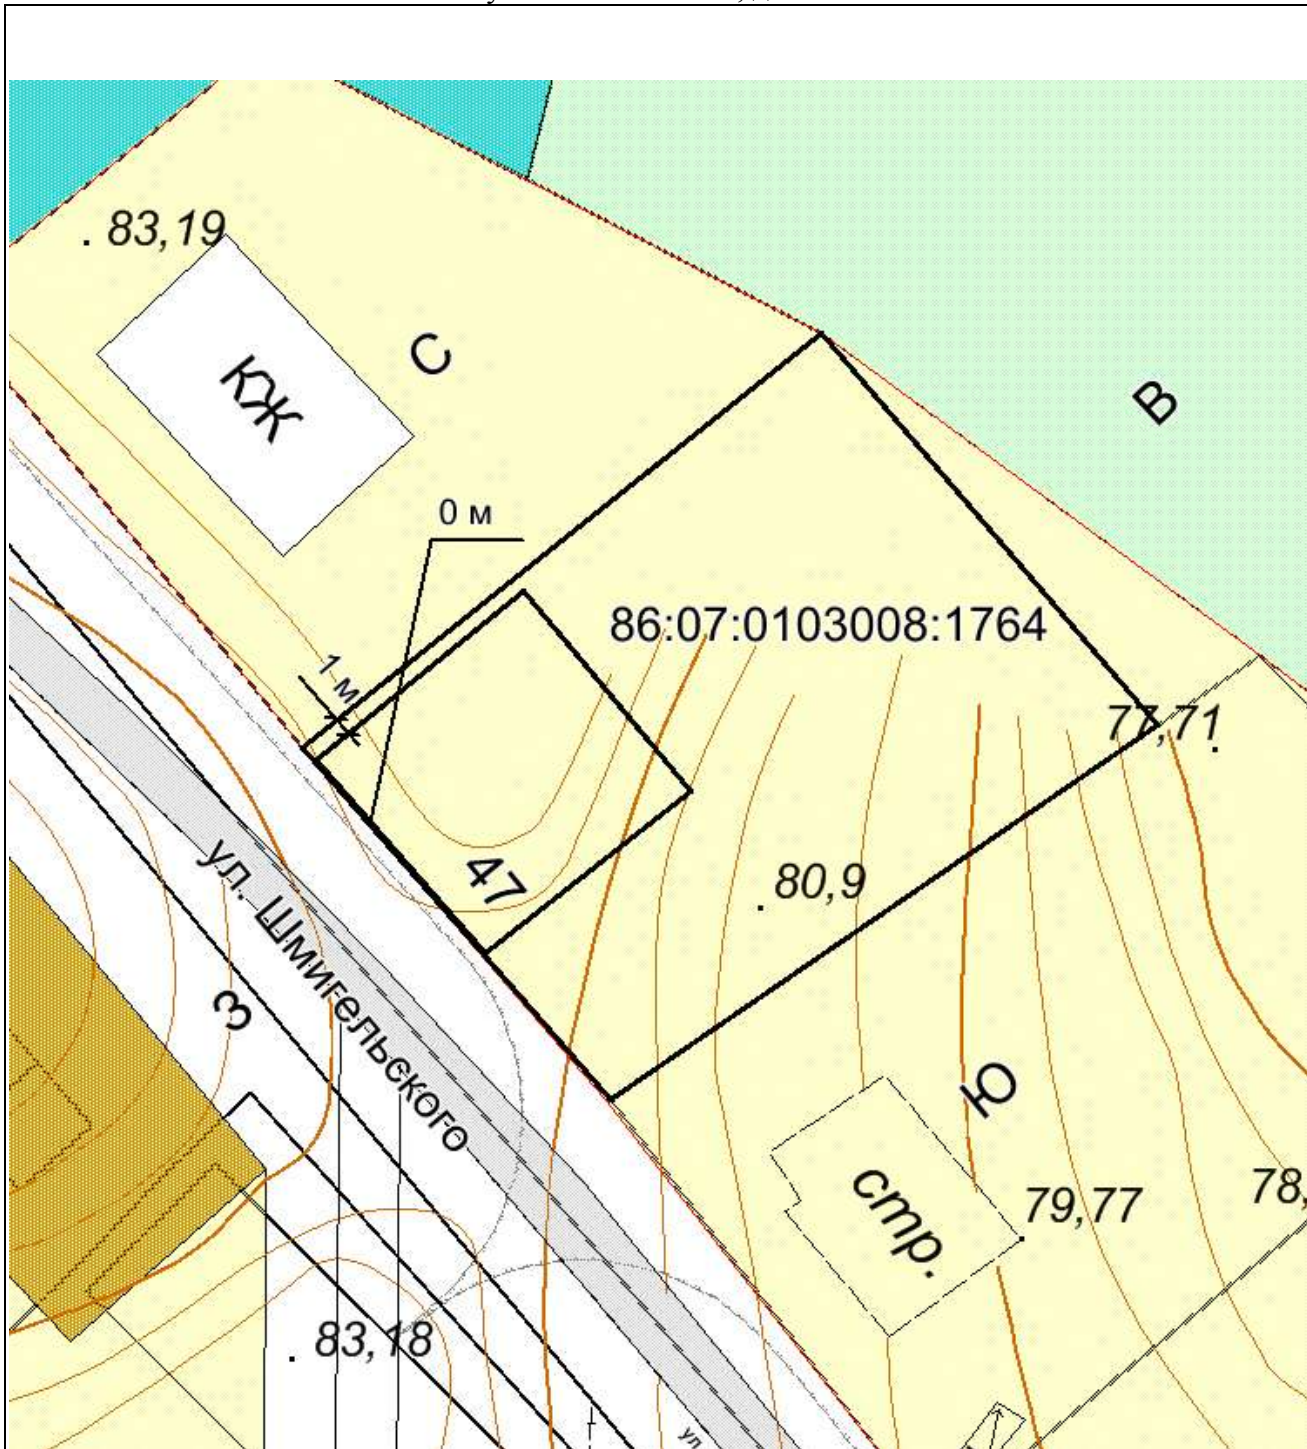 83,19
С
КЖ
В
0 м
86:07:0103008:1764
1 м
77,71
47
80,9
ул. Шмигельского
З
Ю
стр.
79,77
78,
83,18
ул